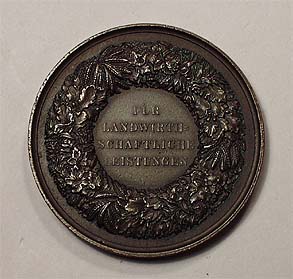 FÜR
LANDWIRTH-
SCHAFTLICHE
LEISTUNGEN